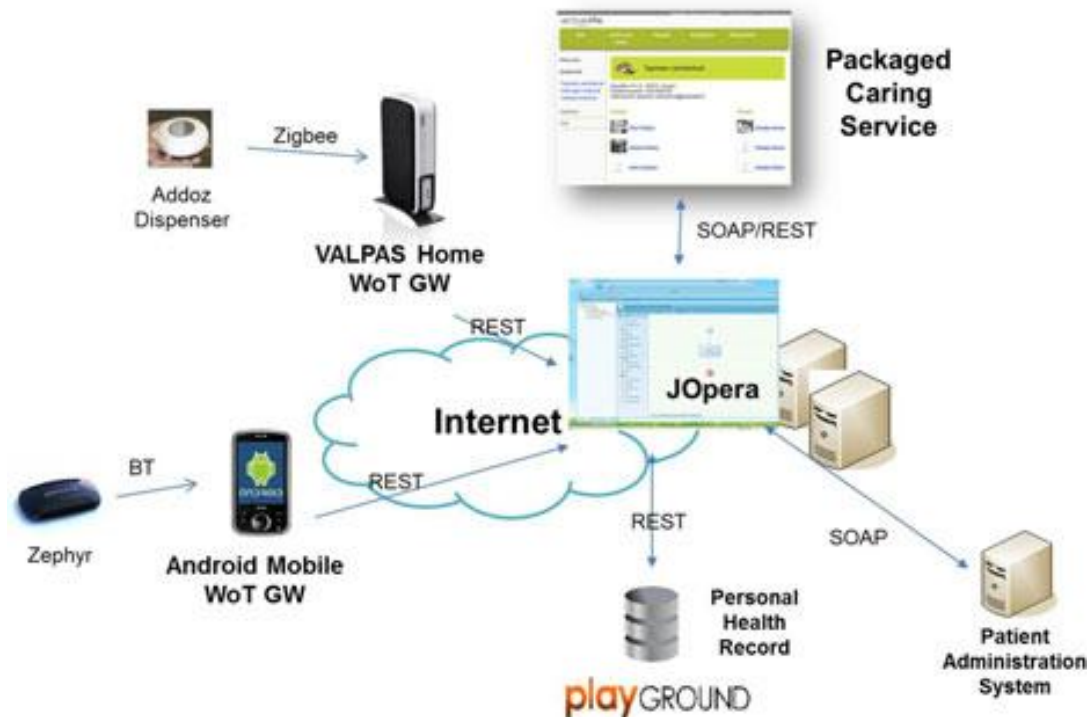 Packaged
Caring
Service
Zigbee
Addoz
Dispenser
SOAP/REST
VALPAS Home
WoT GW
REST
JOpera
Internet
BT
REST
REST
SOAP
Zephyr
Android Mobile
WoT GW
Personal
Health
Record
Patient
Administration
System
playGROUND